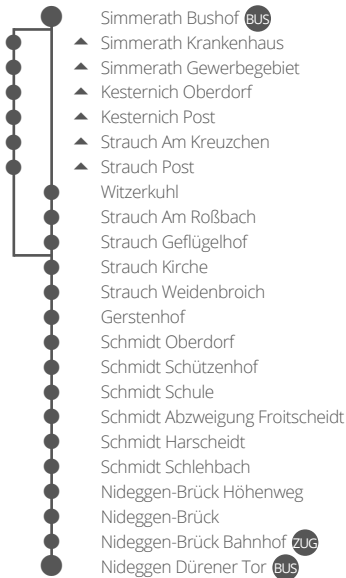 Simmerath Bushof BUS
Simmerath Krankenhaus
Simmerath Gewerbegebiet
Kesternich Oberdorf
Kesternich Post
Strauch Am Kreuzchen
Strauch Post
Witzerkuhl
Strauch Am Roßbach
Strauch Geflügelhof
Strauch Kirche
Strauch Weidenbroich
Gerstenhof
Schmidt Oberdorf
Schmidt Schützenhof
Schmidt Schule
Schmidt Abzweigung Froitscheidt
Schmidt Harscheidt
Schmidt Schlehbach
Nideggen-Brück Höhenweg
Nideggen-Brück
Nideggen-Brück Bahnhof ZUG
Nideggen Dürener Tor BUS